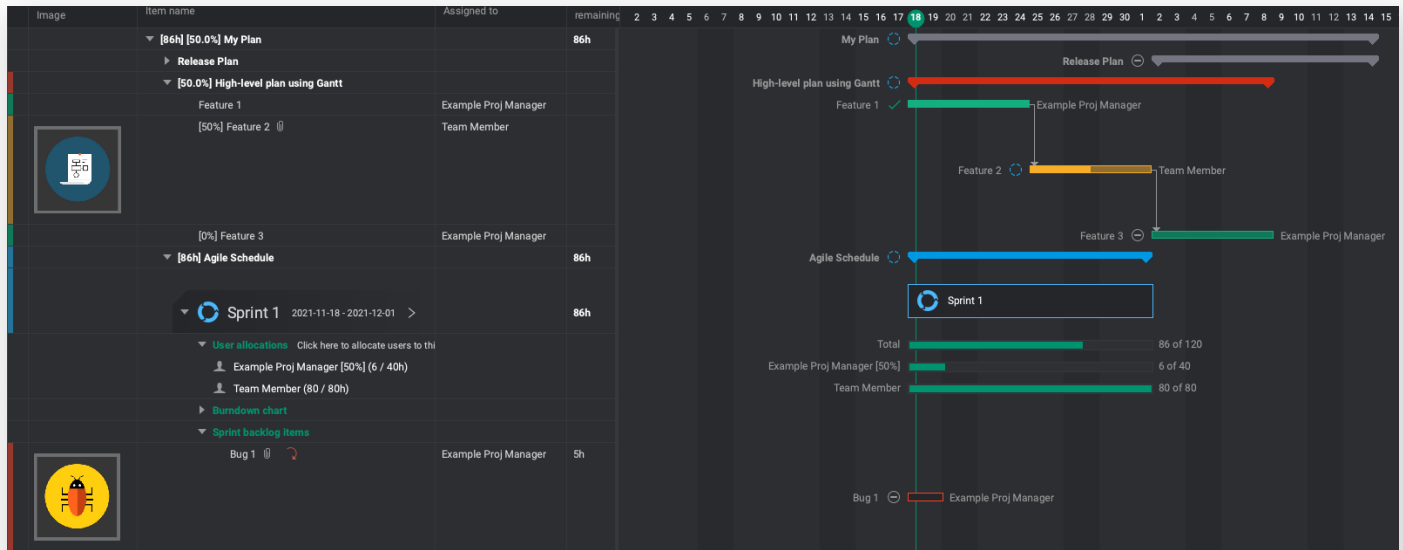 Image Item name Assigned to remaining 2 3 4 5 6 7 8 9 10 11 12 13 14 15 16 17 18 19 20 21 22 23 24 25 26 27 28 29 30 1 2 3 4 5 6 7 8 9 10 11 12 13 14 15
[86h] [50.0%] My Plan 86h My Plan
Release Plan Release Plan
[50.0%] High-level plan using Gantt High-level plan using Gantt
Feature 1 Example Proj Manager Feature 1 Example Proj Manager
[50%] Feature 2 Team Member
Feature 2 Team Member
[0%] Feature 3 Example Proj Manager Feature 3 Example Proj Manager
[86h] Agile Schedule 86h Agile Schedule
Sprint 1
Sprint 1 2021-11-18 - 2021-12-01 86h
User allocations Click here to allocate users to thi Total 86 of 120
Example Proj Manager [50%] (6 / 40h) Example Proj Manager [50%] 6 of 40
Team Member (80 / 80h) Team Member 80 of 80
Burndown chart
Sprint backlog items
Bug 1 Example Proj Manager 5h
Bug 1 Example Proj Manager